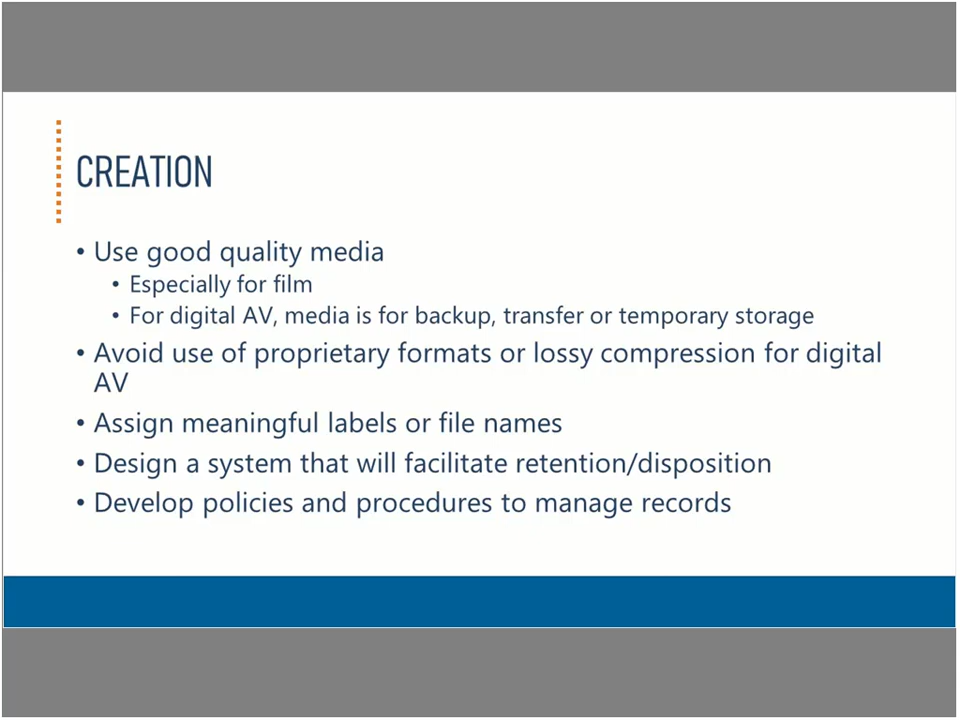 CREATION
• Use good quality media
• Especially for film
• For digital AV, media is for backup, transfer or temporary storage
• Avoid use of proprietary formats or lossy compression for digital
AV
• Assign meaningful labels or file names
• Design a system that will facilitate retention/disposition
• Develop policies and procedures to manage records